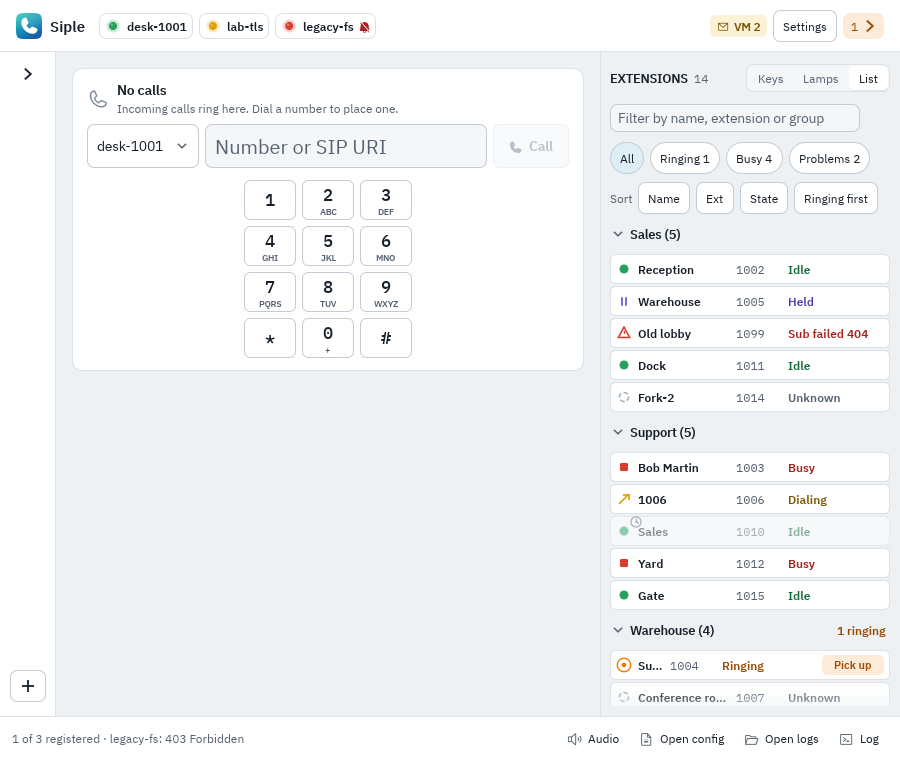 Siple
desk-1001
lab-tls
legacy-fs
VM 2
Settings
1
No calls
Incoming calls ring here. Dial a number to place one.
desk-1001
Number or SIP URI
Call
1
2
ABC
3
DEF
4
GHI
5
JKL
6
MNO
7
PQRS
8
TUV
9
WXYZ
*
0
+
#
EXTENSIONS 14
Keys
Lamps
List
Filter by name, extension or group
All
Ringing 1
Busy 4
Problems 2
Sort
Name
Ext
State
Ringing first
Sales (5)
Reception 1002 Idle
Warehouse 1005 Held
Old lobby 1099 Sub failed 404
Dock 1011 Idle
Fork-2 1014 Unknown
Support (5)
Bob Martin 1003 Busy
1006 1006 Dialing
Sales 1010 Idle
Yard 1012 Busy
Gate 1015 Idle
Warehouse (4) 1 ringing
Su... 1004 Ringing Pick up
Conference ro... 1007 Unknown
1 of 3 registered · legacy-fs: 403 Forbidden
Audio
Open config
Open logs
Log